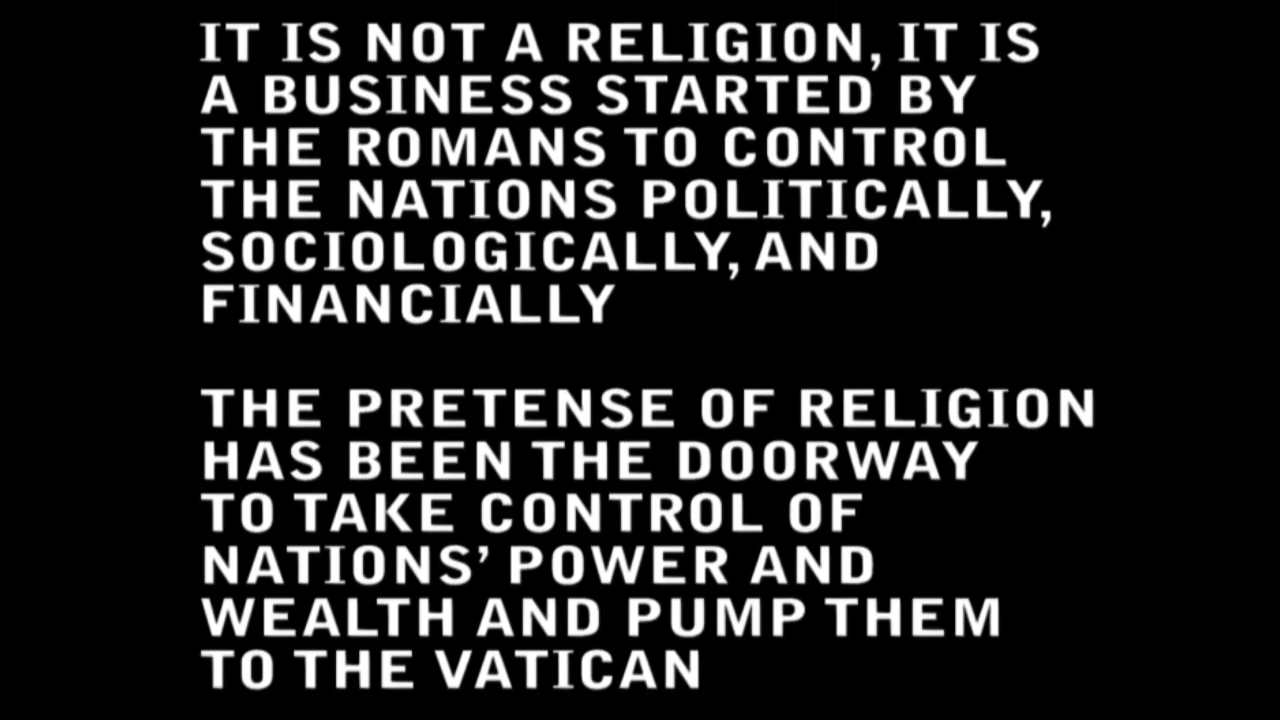 IT IS NOT A RELIGION, IT IS
A BUSINESS STARTED BY
THE ROMANS TO CONTROL
THE NATIONS POLITICALLY,
SOCIOLOGICALLY, AND
FINANCIALLY
THE PRETENSE OF RELIGION
HAS BEEN THE DOORWAY
TO TAKE CONTROL OF
NATIONS’ POWER AND
WEALTH AND PUMP THEM
TO THE VATICAN